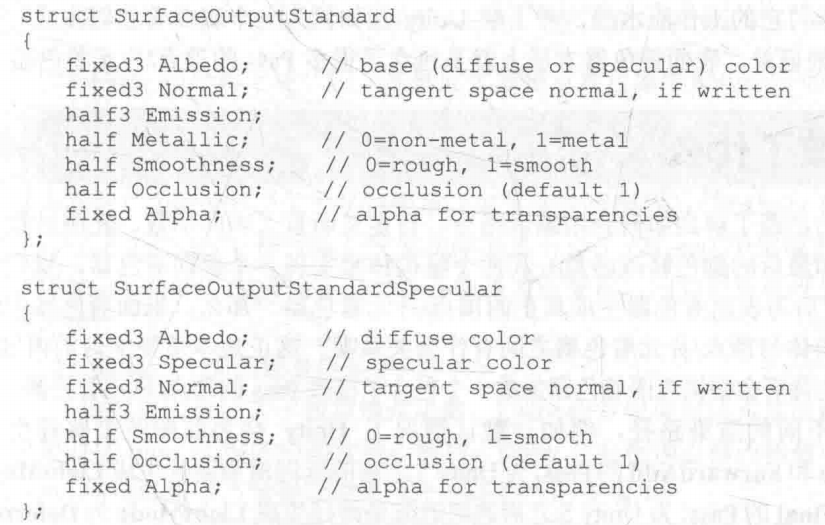 struct SurfaceOutputStandard
{
fixed3 Albedo; // base (diffuse or specular) color
fixed3 Normal; // tangent space normal, if written
half3 Emission;
half Metallic; // 0=non-metal, 1=metal
half Smoothness; // 0=rough, 1=smooth
half Occlusion; // occlusion (default 1)
fixed Alpha; // alpha for transparencies
};
struct SurfaceOutputStandardSpecular
{
fixed3 Albedo; // diffuse color
fixed3 Specular; // specular color
fixed3 Normal; // tangent space normal, if written
half3 Emission;
half Smoothness; // 0=rough, 1=smooth
half Occlusion; // occlusion (default 1)
fixed Alpha; // alpha for transparencies
};